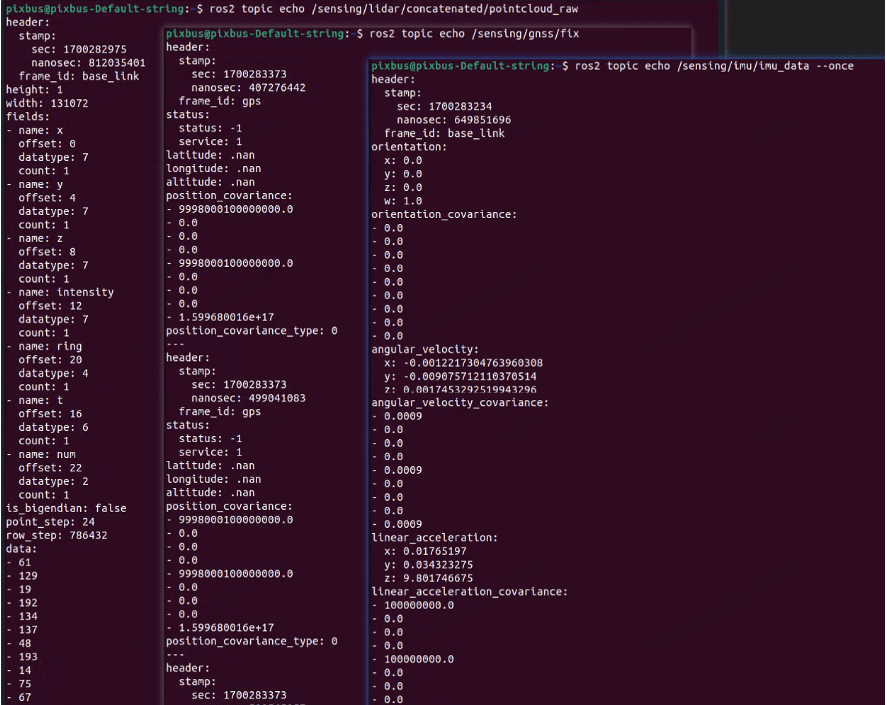 pixbus@pixbus-Default-string:~$ ros2 topic echo /sensing/lidar/concatenated/pointcloud_raw
header:
  stamp:
    sec: 1700282975
    nanosec: 812035401
  frame_id: base_link
height: 1
width: 131072
fields:
- name: x
  offset: 0
  datatype: 7
  count: 1
- name: y
  offset: 4
  datatype: 7
  count: 1
- name: z
  offset: 8
  datatype: 7
  count: 1
- name: intensity
  offset: 12
  datatype: 7
  count: 1
- name: ring
  offset: 20
  datatype: 4
  count: 1
- name: t
  offset: 16
  datatype: 6
  count: 1
- name: num
  offset: 22
  datatype: 2
  count: 1
is_bigendian: false
point_step: 24
row_step: 786432
data:
- 61
- 129
- 19
- 192
- 134
- 137
- 48
- 193
- 14
- 75
- 67
pixbus@pixbus-Default-string:~$ ros2 topic echo /sensing/gnss/fix
header:
  stamp:
    sec: 1700283373
    nanosec: 407276442
  frame_id: gps
status:
  status: -1
  service: 1
latitude: .nan
longitude: .nan
altitude: .nan
position_covariance:
- 9998000100000000.0
- 0.0
- 0.0
- 0.0
- 9998000100000000.0
- 0.0
- 0.0
- 0.0
- 1.599680016e+17
position_covariance_type: 0
---
header:
  stamp:
    sec: 1700283373
    nanosec: 499041083
  frame_id: gps
status:
  status: -1
  service: 1
latitude: .nan
longitude: .nan
altitude: .nan
position_covariance:
- 9998000100000000.0
- 0.0
- 0.0
- 0.0
- 9998000100000000.0
- 0.0
- 0.0
- 0.0
- 1.599680016e+17
position_covariance_type: 0
---
header:
  stamp:
    sec: 1700283373
pixbus@pixbus-Default-string:~$ ros2 topic echo /sensing/imu/imu_data --once
header:
  stamp:
    sec: 1700283234
    nanosec: 649851696
  frame_id: base_link
orientation:
  x: 0.0
  y: 0.0
  z: 0.0
  w: 1.0
orientation_covariance:
- 0.0
- 0.0
- 0.0
- 0.0
- 0.0
- 0.0
- 0.0
- 0.0
- 0.0
angular_velocity:
  x: -0.0012217304763960308
  y: -0.009075712110370514
  z: 0.0017453292519943296
angular_velocity_covariance:
- 0.0009
- 0.0
- 0.0
- 0.0
- 0.0009
- 0.0
- 0.0
- 0.0
- 0.0009
linear_acceleration:
  x: 0.01765197
  y: 0.034323275
  z: 9.801746675
linear_acceleration_covariance:
- 100000000.0
- 0.0
- 0.0
- 0.0
- 100000000.0
- 0.0
- 0.0
- 0.0